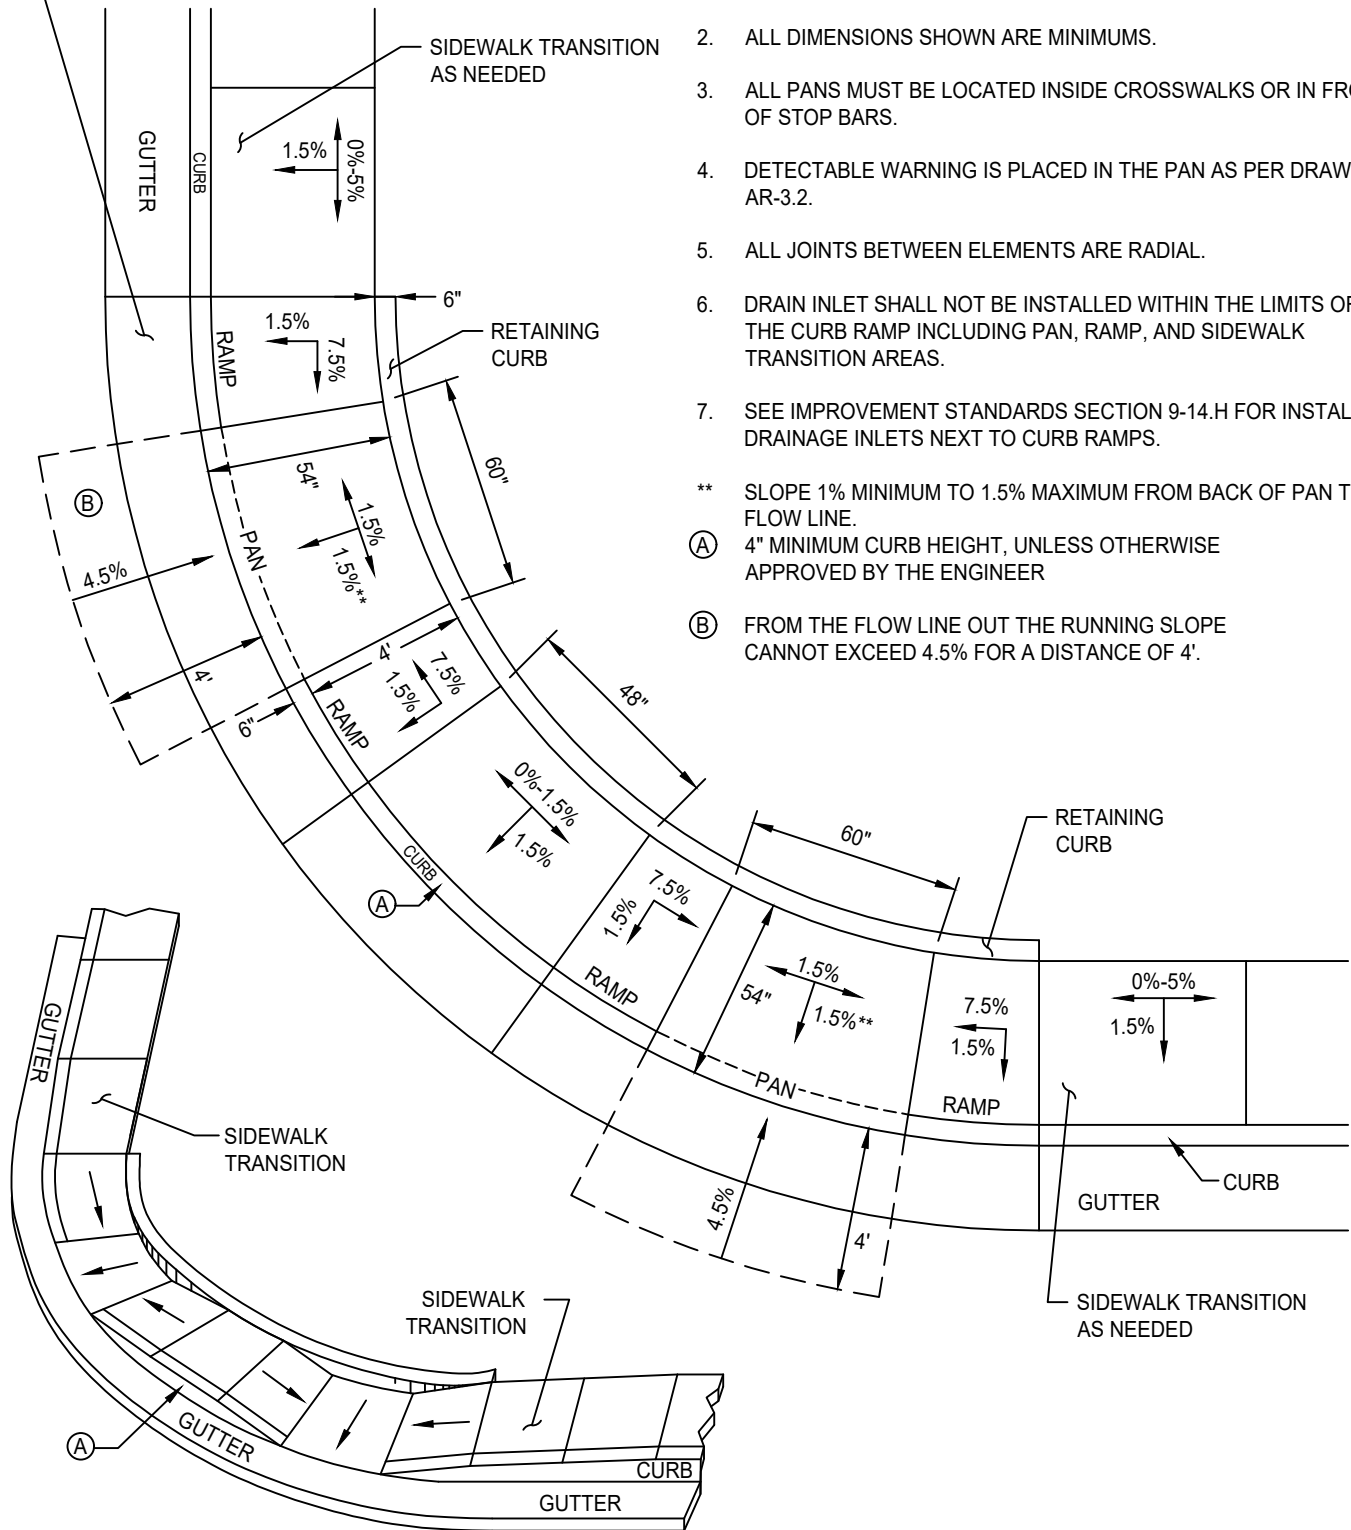 SIDEWALK TRANSITION
AS NEEDED
2. ALL DIMENSIONS SHOWN ARE MINIMUMS.
3. ALL PANS MUST BE LOCATED INSIDE CROSSWALKS OR IN
OF STOP BARS.
4. DETECTABLE WARNING IS PLACED IN THE PAN AS PER
AR-3.2.
5. ALL JOINTS BETWEEN ELEMENTS ARE RADIAL.
6. DRAIN INLET SHALL NOT BE INSTALLED WITHIN THE LIMITS
THE CURB RAMP INCLUDING PAN, RAMP, AND SIDEWALK
TRANSITION AREAS.
7. SEE IMPROVEMENT STANDARDS SECTION 9-14.H FOR
DRAINAGE INLETS NEXT TO CURB RAMPS.
** SLOPE 1% MINIMUM TO 1.5% MAXIMUM FROM BACK OF PAN
FLOW LINE.
A 4" MINIMUM CURB HEIGHT, UNLESS OTHERWISE
APPROVED BY THE ENGINEER
B FROM THE FLOW LINE OUT THE RUNNING SLOPE
CANNOT EXCEED 4.5% FOR A DISTANCE OF 4'.
GUTTER
CURB
1.5%
0%-5%
6"
RETAINING
CURB
RAMP
1.5%
7.5%
60"
54"
B
PAN
1.5%
1.5%**
4.5%
4'
4'
6"
RAMP
7.5%
1.5%
48"
0%-1.5%
1.5%
CURB
A
60"
RETAINING
CURB
7.5%
1.5%
RAMP
54"
1.5%
1.5%**
PAN
7.5%
1.5%
RAMP
0%-5%
1.5%
4.5%
4'
CURB
GUTTER
SIDEWALK TRANSITION
AS NEEDED
GUTTER
SIDEWALK
TRANSITION
SIDEWALK
TRANSITION
A
GUTTER
CURB
GUTTER